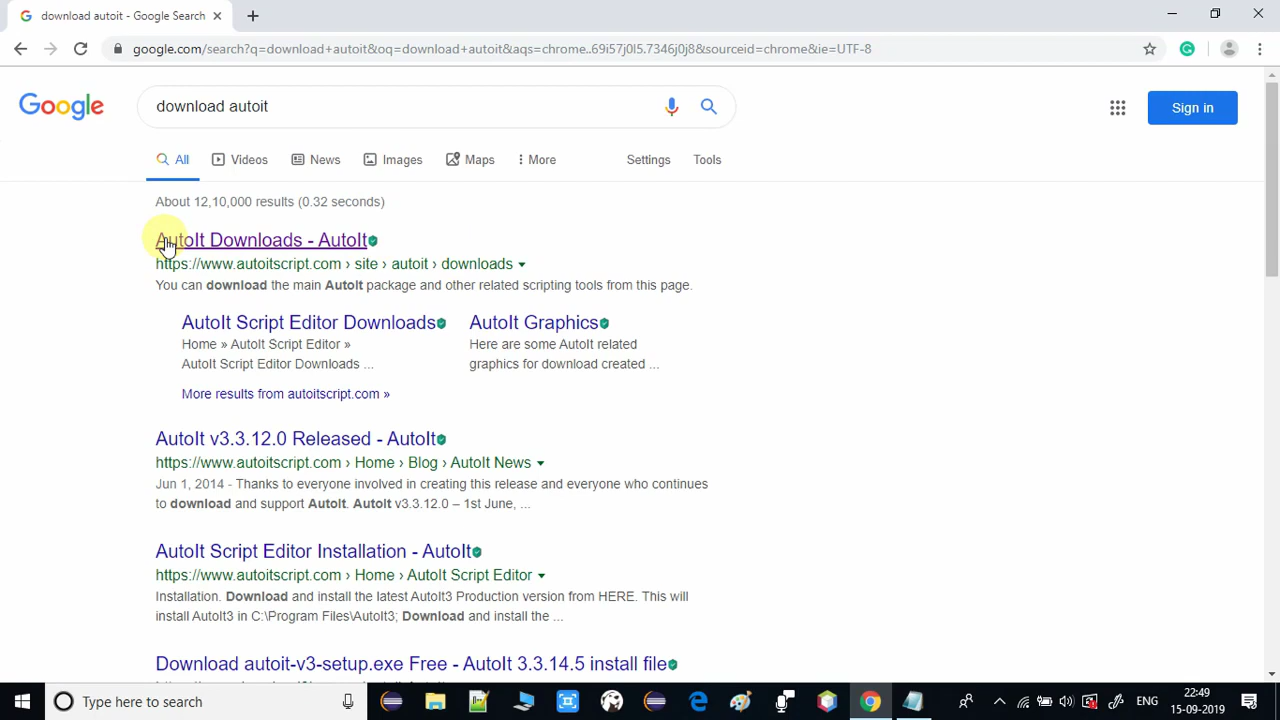 download autoit - Google Search
google.com/search?q=download+autoit&oq=download+autoit&aqs=chrome..69i57j0l5.7346j0j8&sourceid=chrome&ie=UTF-8
Google
download autoit
Sign in
All
Videos
News
Images
Maps
More
Settings
Tools
About 12,10,000 results (0.32 seconds)
AutoIt Downloads - AutoIt
https://www.autoitscript.com › site › autoit › downloads
You can download the main AutoIt package and other related scripting tools from this page.
AutoIt Script Editor Downloads
Home » AutoIt Script Editor »
AutoIt Script Editor Downloads ...
AutoIt Graphics
Here are some AutoIt related
graphics for download created ...
More results from autoitscript.com »
AutoIt v3.3.12.0 Released - AutoIt
https://www.autoitscript.com › Home › Blog › AutoIt News
Jun 1, 2014 - Thanks to everyone involved in creating this release and everyone who continues
to download and support AutoIt. AutoIt v3.3.12.0 – 1st June, ...
AutoIt Script Editor Installation - AutoIt
https://www.autoitscript.com › Home › AutoIt Script Editor
Installation. Download and install the latest AutoIt3 Production version from HERE. This will
install AutoIt3 in C:\Program Files\AutoIt3; Download and install the ...
Download autoit-v3-setup.exe Free - AutoIt 3.3.14.5 install file
Type here to search
ENG
22:49
15-09-2019